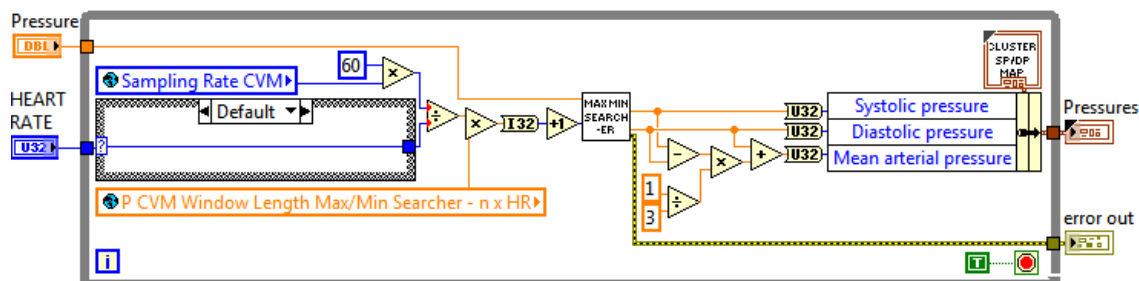 Pressure
DBL
60
Sampling Rate CVM
CLUSTER
SP/DP
MAP
HEART
RATE
U32
Default
?
I32
+1
MAX MIN
SEARCH
-ER
U32
Systolic pressure
U32
Diastolic pressure
U32
Mean arterial pressure
Pressures
P CVM Window Length Max/Min Searcher - n x HR
1
3
error out
i
T